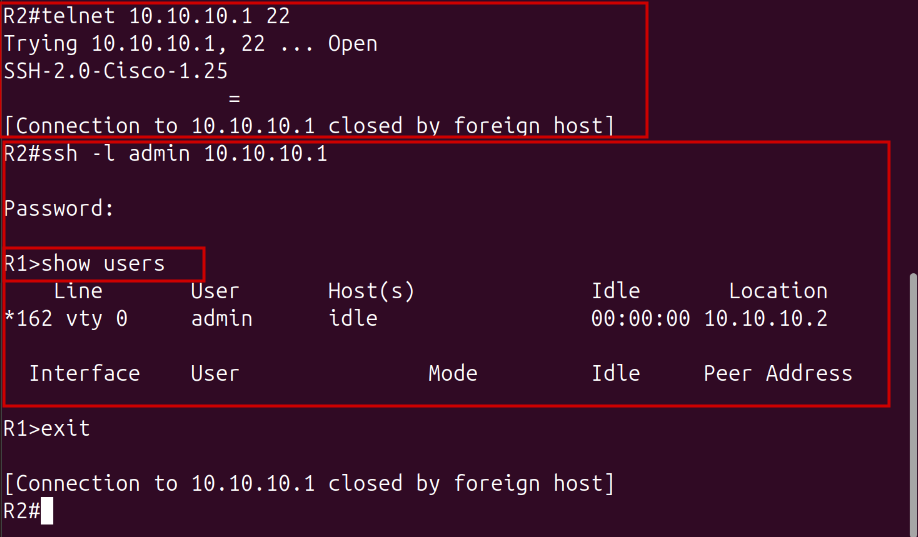 R2#telnet 10.10.10.1 22
Trying 10.10.10.1, 22 ... Open
SSH-2.0-Cisco-1.25
=
[Connection to 10.10.10.1 closed by foreign host]
R2#ssh -l admin 10.10.10.1
Password:
R1>show users
Line User Host(s) Idle Location
*162 vty 0 admin idle 00:00:00 10.10.10.2
Interface User Mode Idle Peer Address
R1>exit
[Connection to 10.10.10.1 closed by foreign host]
R2#